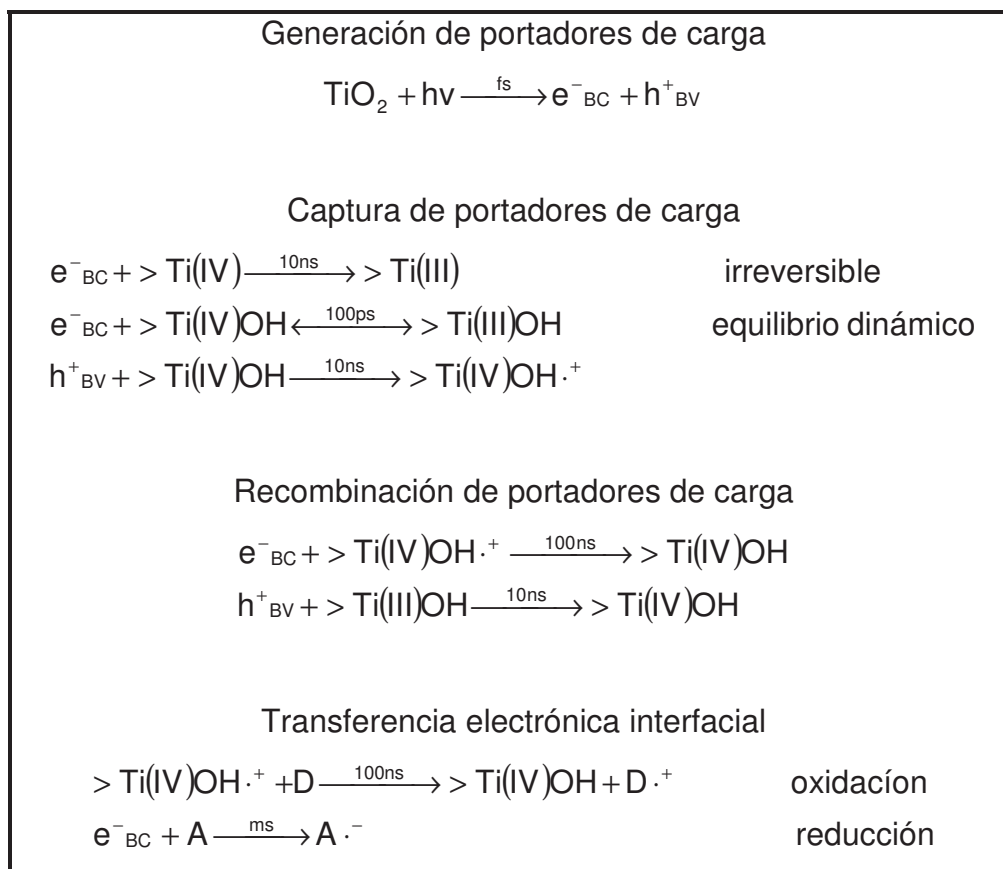 Generación de portadores de carga
TiO₂ + hv —fs→ e⁻BC + h⁺BV
Captura de portadores de carga
e⁻BC + > Ti(IV) —10ns→ > Ti(III) irreversible
e⁻BC + > Ti(IV)OH ←100ps→ > Ti(III)OH equilibrio dinámico
h⁺BV + > Ti(IV)OH —10ns→ > Ti(IV)OH·⁺
Recombinación de portadores de carga
e⁻BC + > Ti(IV)OH·⁺ —100ns→ > Ti(IV)OH
h⁺BV + > Ti(III)OH —10ns→ > Ti(IV)OH
Transferencia electrónica interfacial
> Ti(IV)OH·⁺ +D —100ns→ > Ti(IV)OH + D·⁺ oxidacíon
e⁻BC + A —ms→ A·⁻ reducción